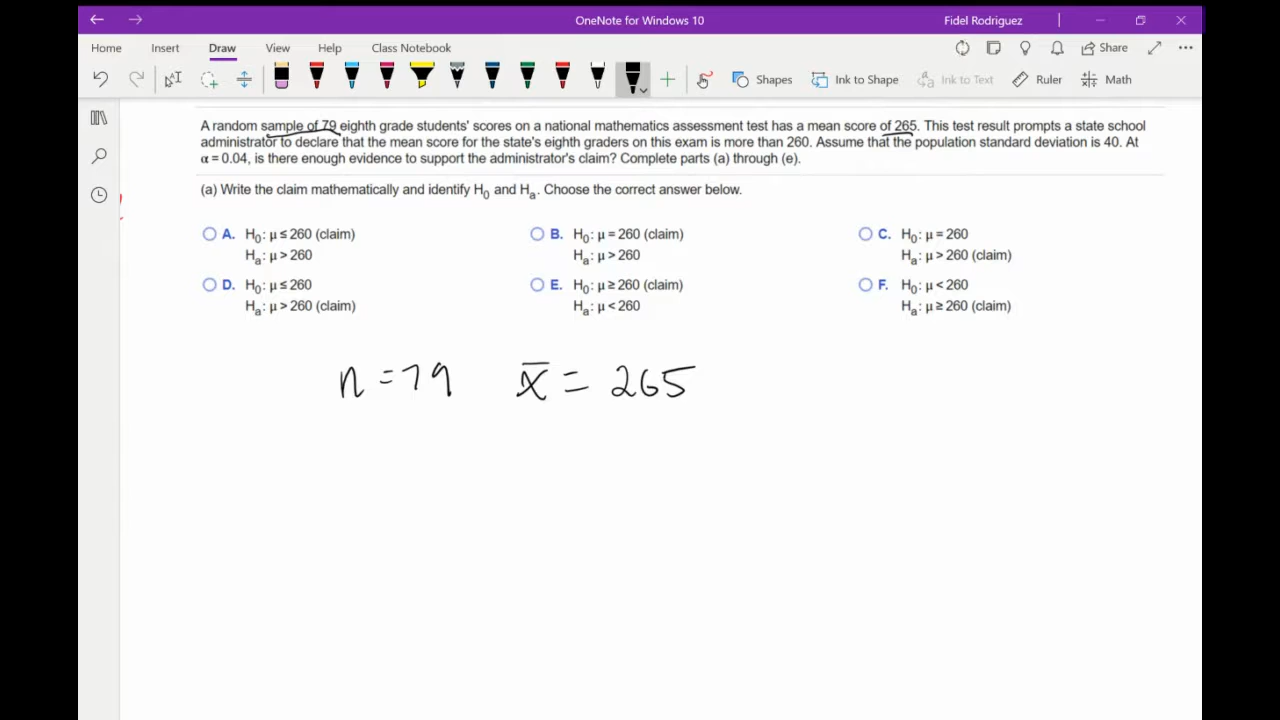 OneNote for Windows 10
Fidel Rodriguez
Home Insert Draw View Help Class Notebook
Share
Shapes Ink to Shape Ink to Text Ruler Math
A random sample of 79 eighth grade students' scores on a national mathematics assessment test has a mean score of 265. This test result prompts a state school
administrator to declare that the mean score for the state's eighth graders on this exam is more than 260. Assume that the population standard deviation is 40. At
α = 0.04, is there enough evidence to support the administrator's claim? Complete parts (a) through (e).
(a) Write the claim mathematically and identify H₀ and Hₐ. Choose the correct answer below.
A. H₀: μ ≤ 260 (claim)
Hₐ: μ > 260
B. H₀: μ = 260 (claim)
Hₐ: μ > 260
C. H₀: μ = 260
Hₐ: μ > 260 (claim)
D. H₀: μ ≤ 260
Hₐ: μ > 260 (claim)
E. H₀: μ ≥ 260 (claim)
Hₐ: μ < 260
F. H₀: μ < 260
Hₐ: μ ≥ 260 (claim)
n = 79 x̅ = 265